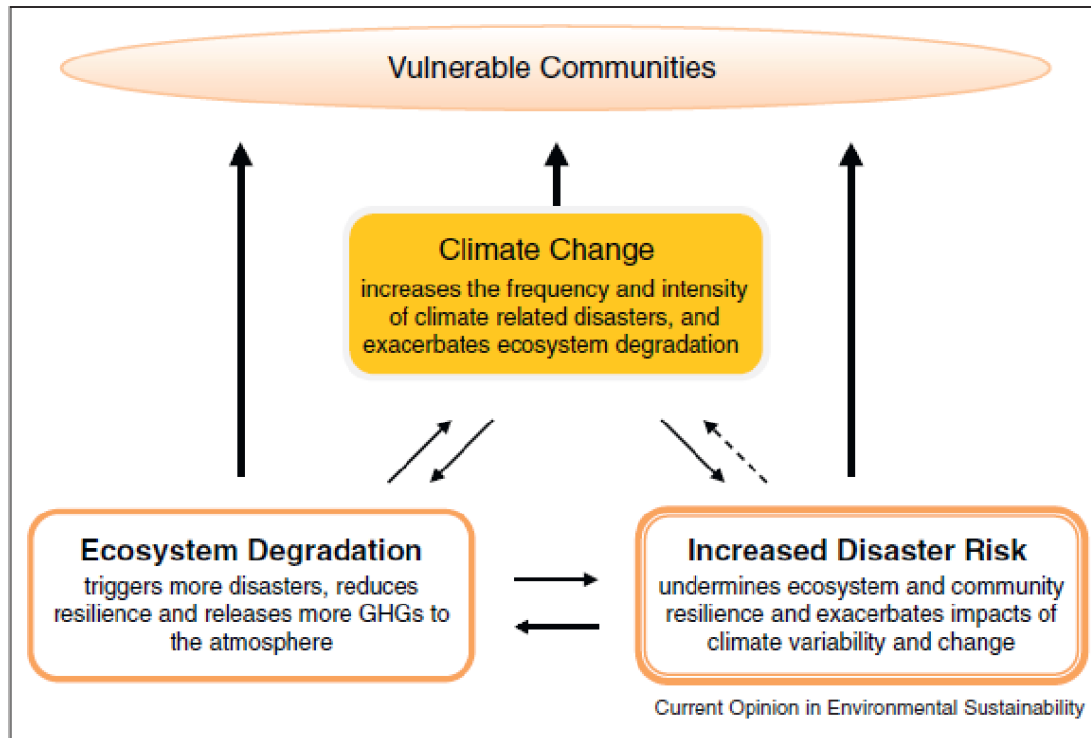 Vulnerable Communities
Climate Change
increases the frequency and intensity
of climate related disasters, and
exacerbates ecosystem degradation
Ecosystem Degradation
triggers more disasters, reduces
resilience and releases more GHGs to
the atmosphere
Increased Disaster Risk
undermines ecosystem and community
resilience and exacerbates impacts of
climate variability and change
Current Opinion in Environmental Sustainability